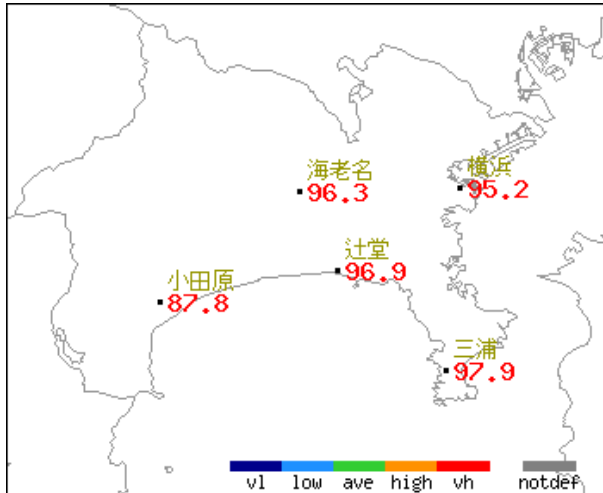 海老名
96.3
横浜
95.2
辻堂
96.9
小田原
87.8
三浦
97.9
vl low ave high vh notdef